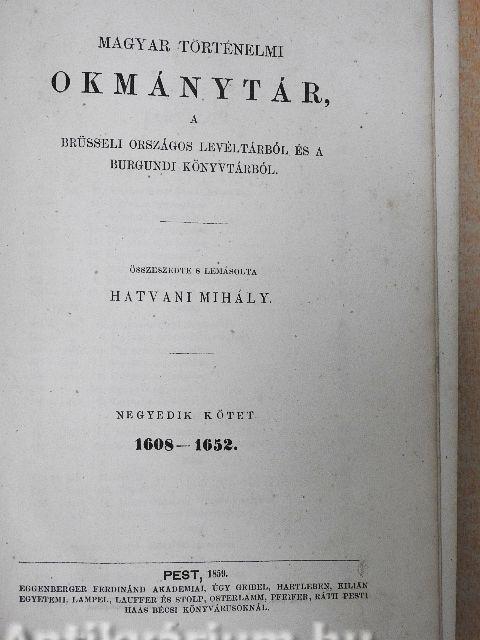 MAGYAR TÖRTÉNELMI
OKMÁNYTÁR,
A
BRÜSSELI ORSZÁGOS LEVÉLTÁRBÓL ÉS A
BURGUNDI KÖNYVTÁRBÓL.
ÖSSZESZEDTE S LEMÁSOLTA
HATVANI MIHÁLY.
NEGYEDIK KÖTET
1608—1652.
PEST, 1859.
EGGENBERGER FERDINÁND AKADEMIAI, ÚGY GEIBEL, HARTLEBEN, KILIÁN
EGYETEMI, LAMPEL, LAUFFER ÉS STOLP, OSTERLAMM, PFEIFER, RÁTH PESTI
HAAS BÉCSI KÖNYVÁRUSOKNÁL.